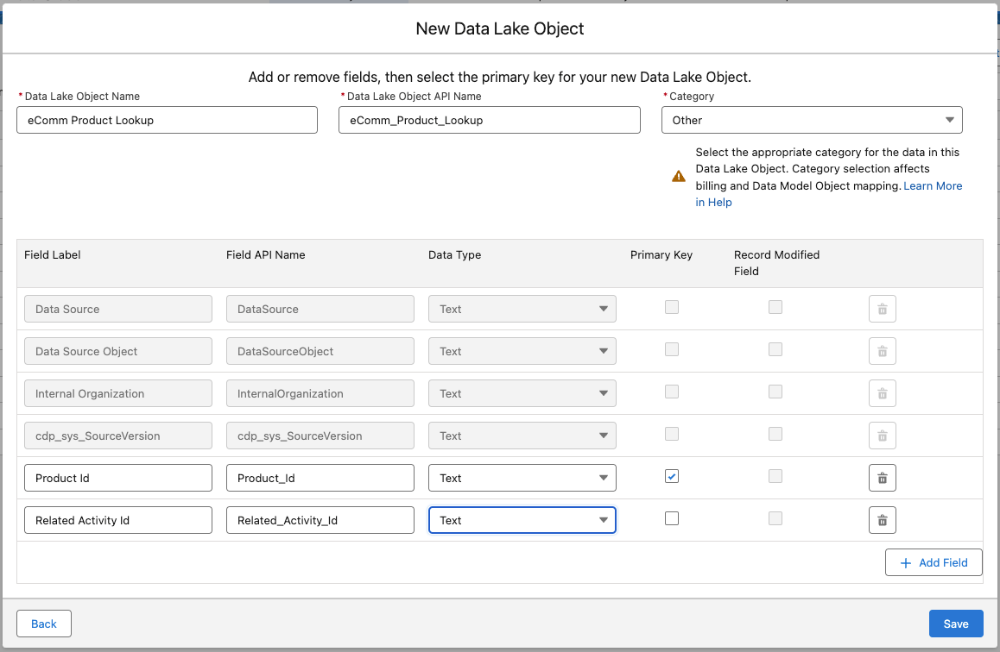 New Data Lake Object
Add or remove fields, then select the primary key for your new Data Lake Object.
* Data Lake Object Name
* Data Lake Object API Name
* Category
eComm Product Lookup
eComm_Product_Lookup
Other
Select the appropriate category for the data in this
Data Lake Object. Category selection affects
billing and Data Model Object mapping. Learn More
in Help
Field Label
Field API Name
Data Type
Primary Key
Record Modified
Field
Data Source
DataSource
Text
Data Source Object
DataSourceObject
Text
Internal Organization
InternalOrganization
Text
cdp_sys_SourceVersion
cdp_sys_SourceVersion
Text
Product Id
Product_Id
Text
Related Activity Id
Related_Activity_Id
Text
Add Field
Back
Save